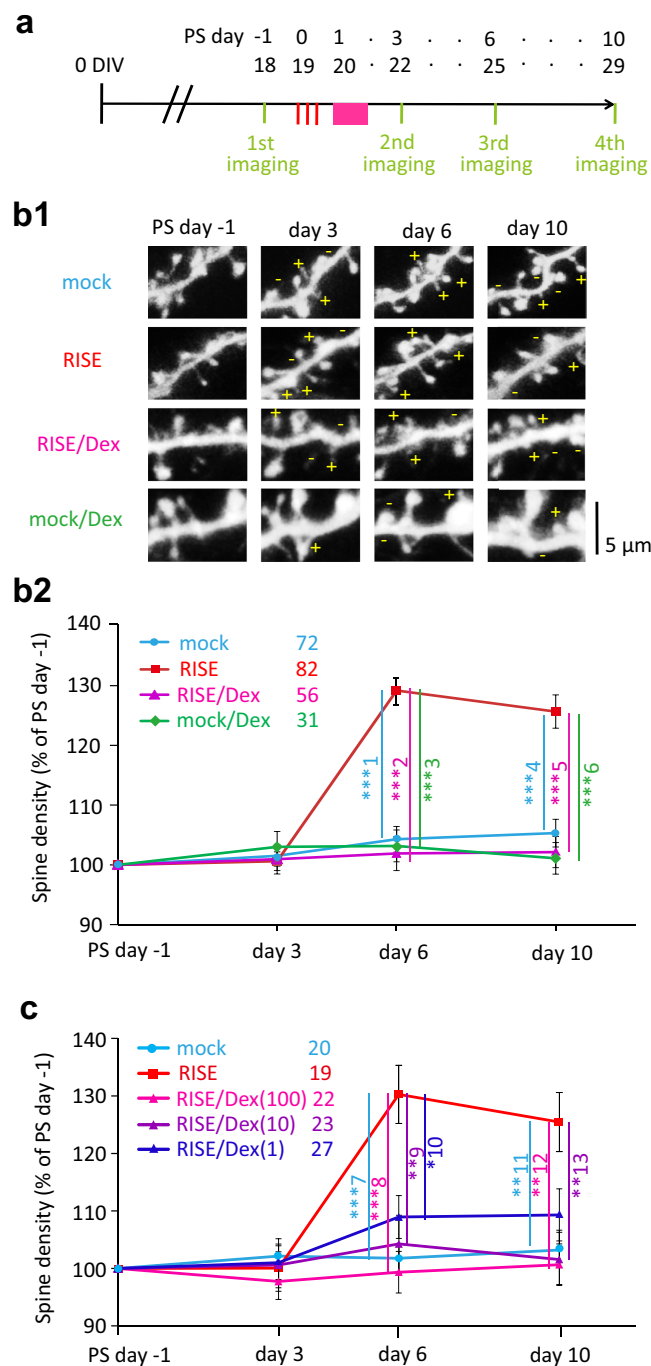 a
PS day -1 0 1 · 3 · · 6 · · · 10
0 DIV 18 19 20 · 22 · · 25 · · · 29
1st imaging 2nd imaging 3rd imaging 4th imaging
b1
PS day -1 day 3 day 6 day 10
mock
+ - - + + - + + - + - -
RISE
+ - - + + + - + + - + -
RISE/Dex
+ + - + + - - + + - - +
mock/Dex
+ + - - + -
5 μm
b2
Spine density (% of PS day -1)
140
130
120
110
100
90
mock 72
RISE 82
RISE/Dex 56
mock/Dex 31
***1
***2
***3
***4
***5
***6
PS day -1 day 3 day 6 day 10
c
Spine density (% of PS day -1)
140
130
120
110
100
90
mock 20
RISE 19
RISE/Dex(100) 22
RISE/Dex(10) 23
RISE/Dex(1) 27
***7
***8
**9
*10
**11
**12
**13
PS day -1 day 3 day 6 day 10